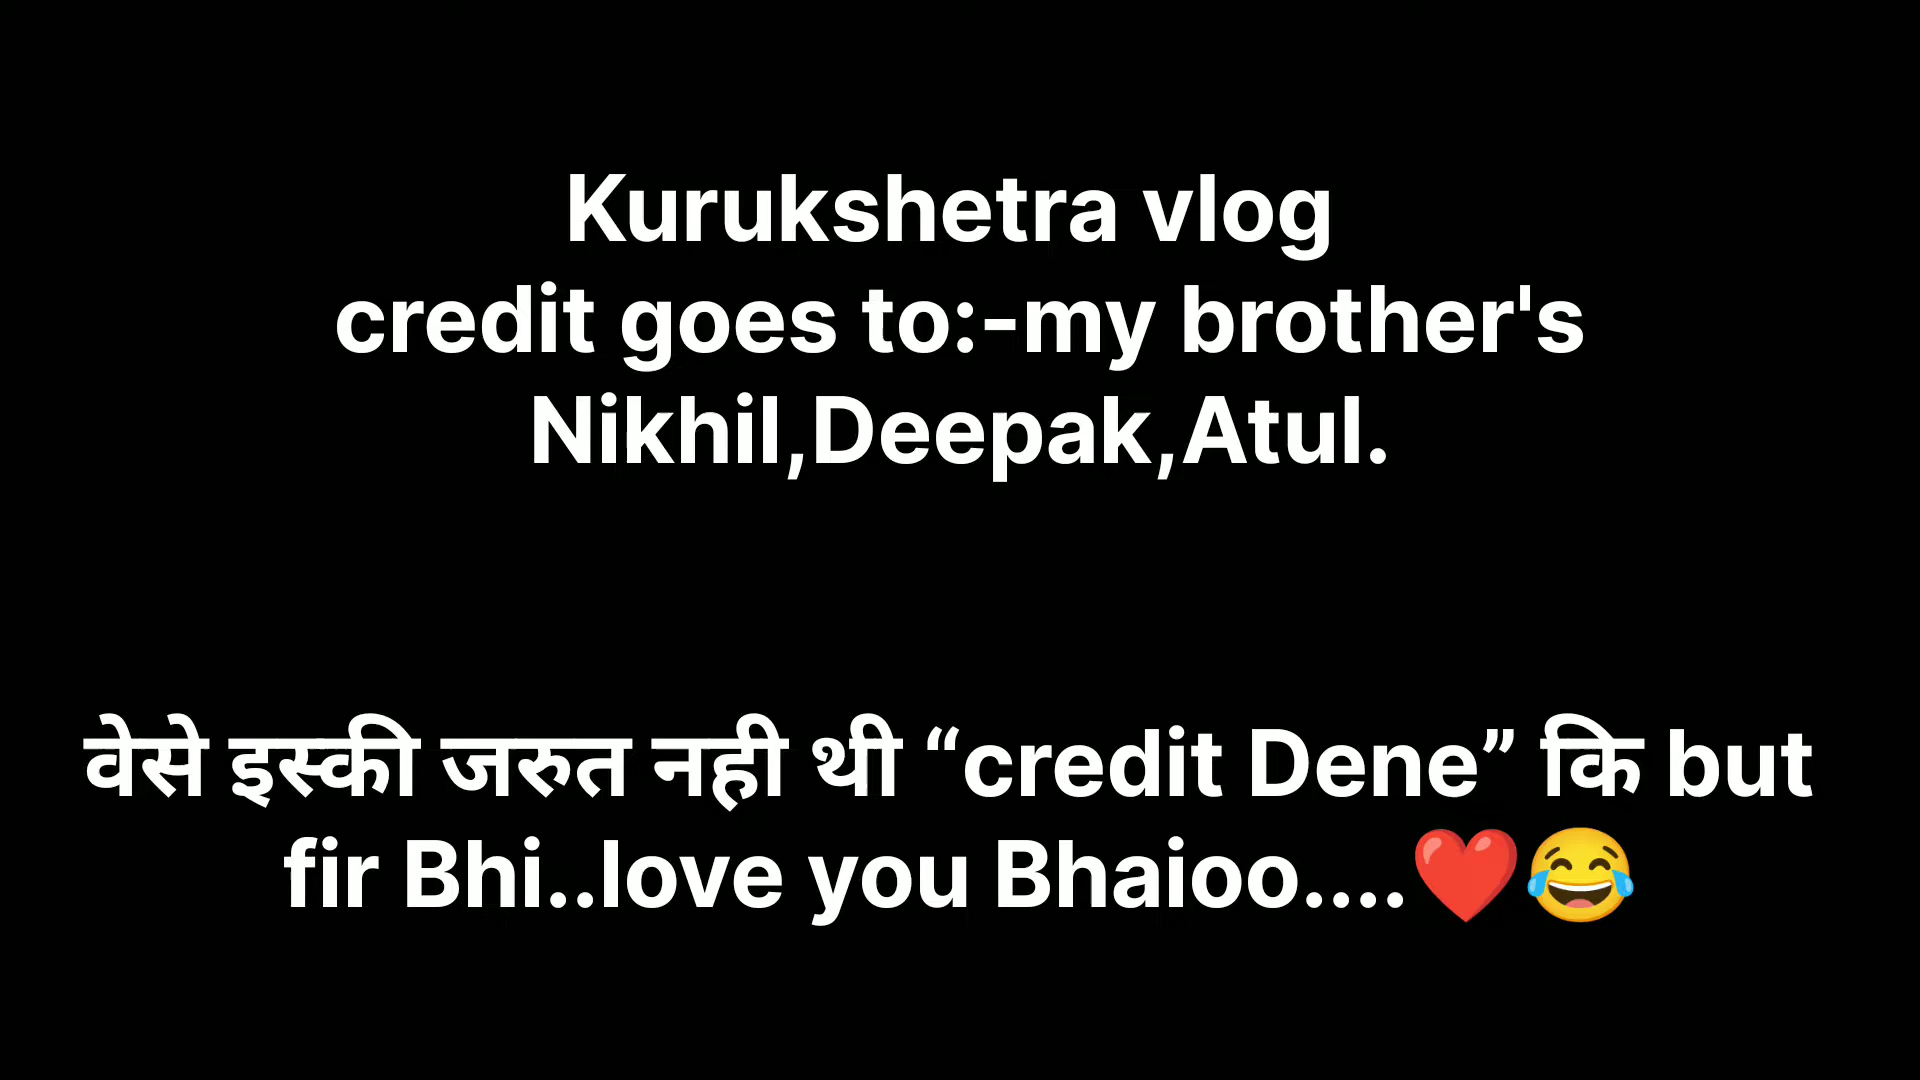 Kurukshetra vlog
credit goes to:-my brother's
Nikhil,Deepak,Atul.
वेसे इस्की जरुत नही थी “credit Dene” कि but
fir Bhi..love you Bhaioo....❤️😂